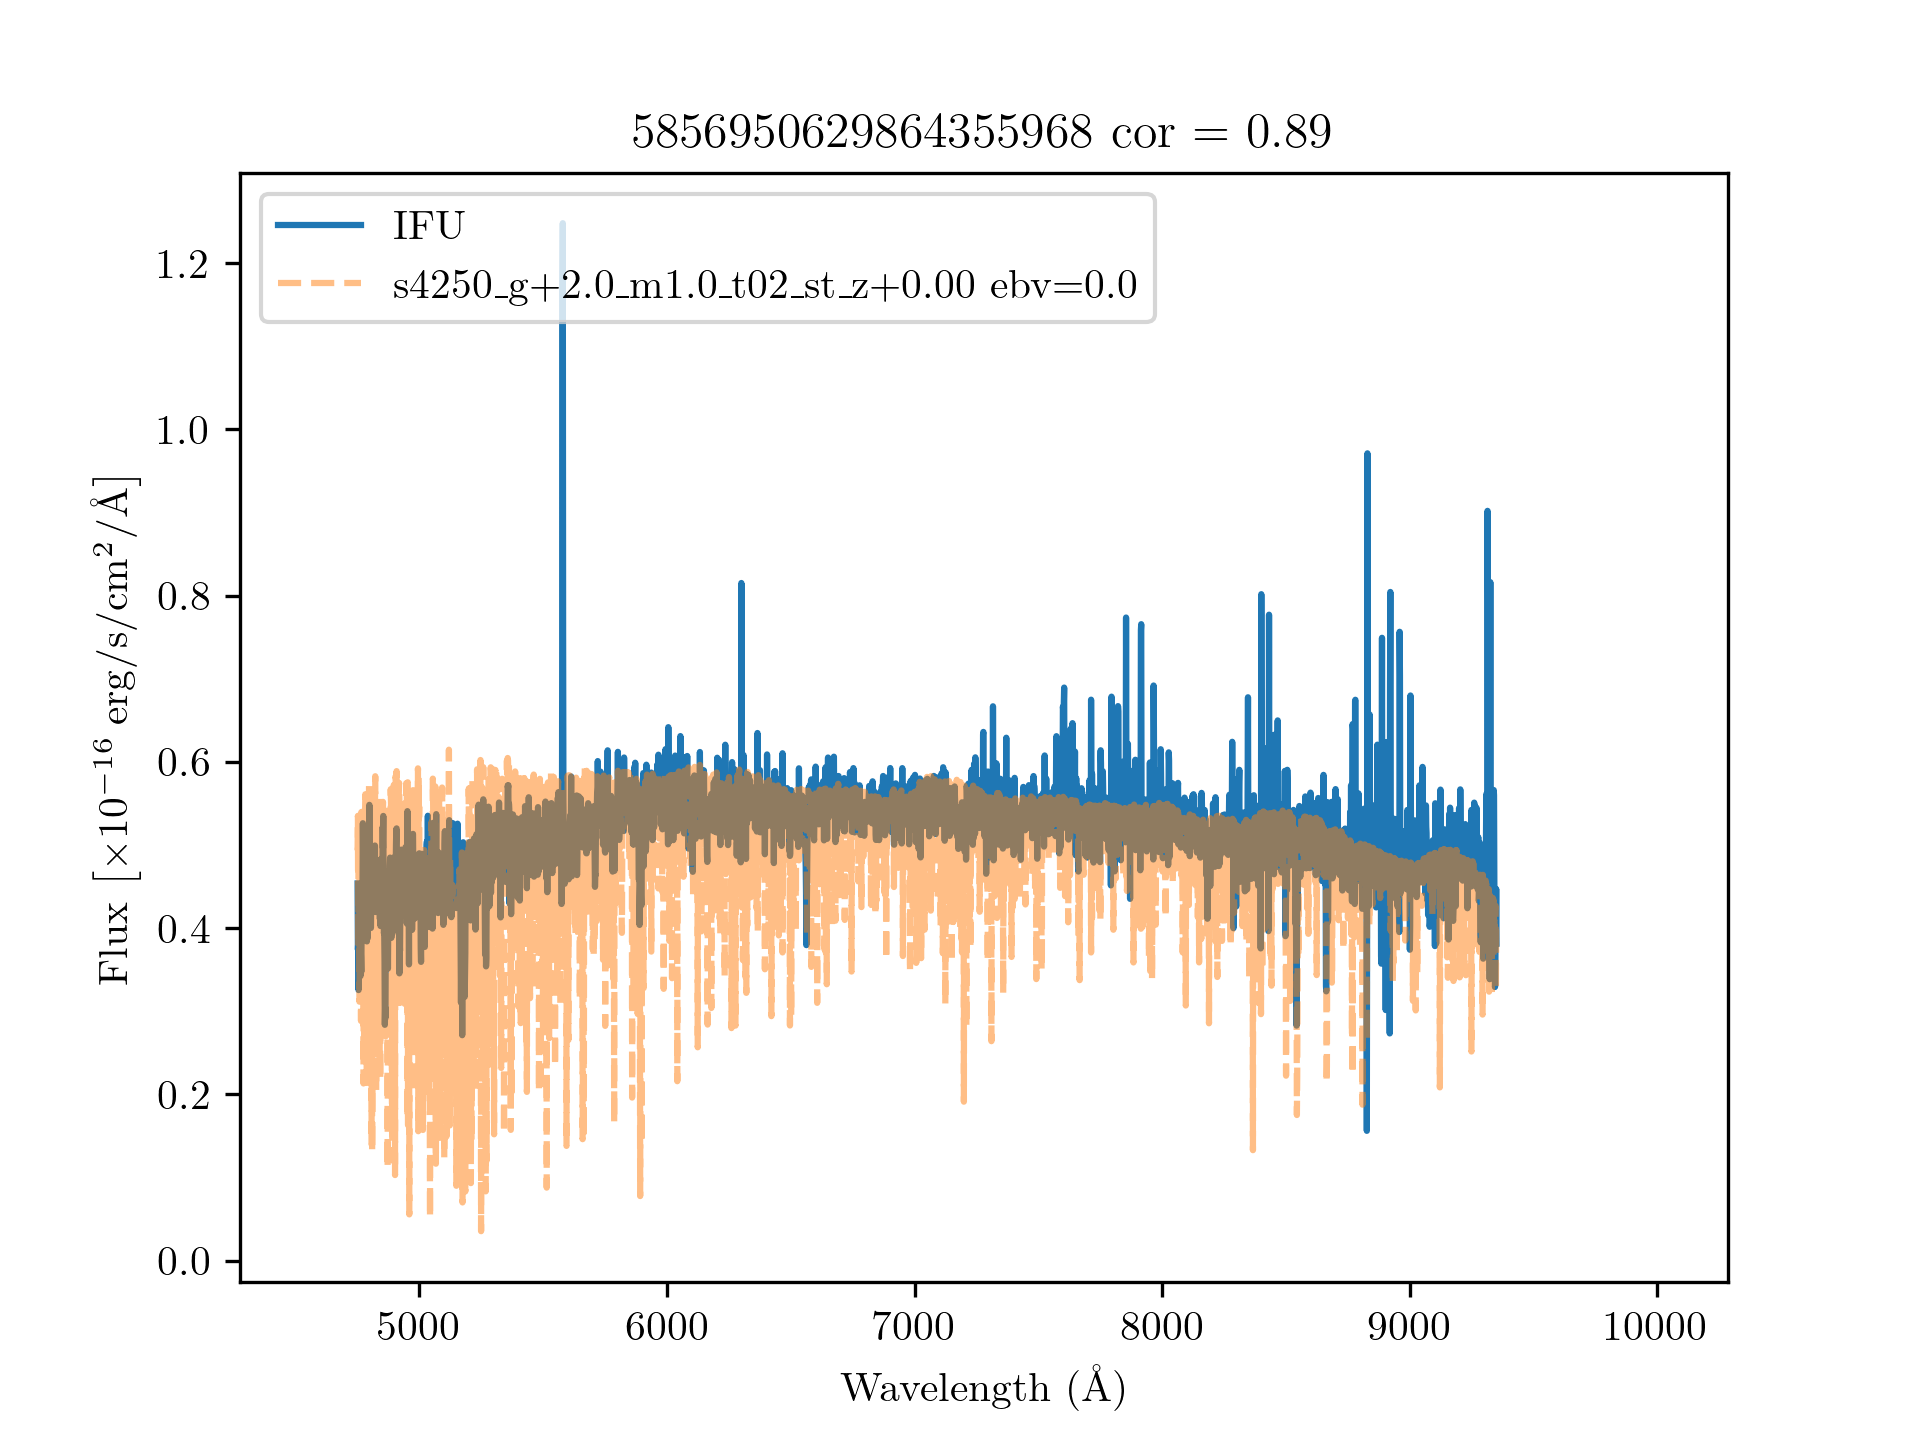 5856950629864355968 cor = 0.89
IFU
s4250_g+2.0_m1.0_t02_st_z+0.00 ebv=0.0
1.2
1.0
0.8
0.6
0.4
0.2
0.0
Flux [×10⁻¹⁶ erg/s/cm²/Å]
5000 6000 7000 8000 9000 10000
Wavelength (Å)